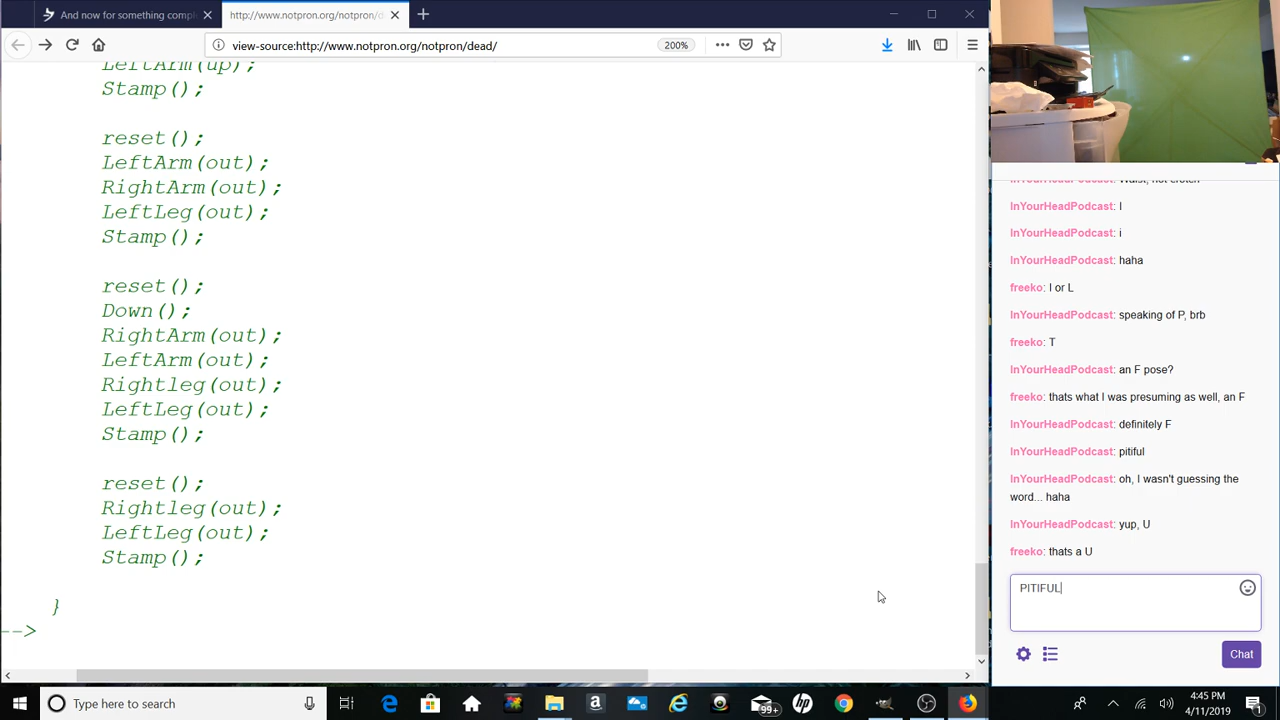 And now for something compl
http://www.notpron.org/notpron/d
view-source:http://www.notpron.org/notpron/dead/
200%
LeftArm(up);
Stamp();
reset();
LeftArm(out);
RightArm(out);
LeftLeg(out);
Stamp();
reset();
Down();
RightArm(out);
LeftArm(out);
Rightleg(out);
LeftLeg(out);
Stamp();
reset();
Rightleg(out);
LeftLeg(out);
Stamp();
}
-->
InYourHeadPodcast: Waist, not crotch
InYourHeadPodcast: I
InYourHeadPodcast: i
InYourHeadPodcast: haha
freeko: I or L
InYourHeadPodcast: speaking of P, brb
freeko: T
InYourHeadPodcast: an F pose?
freeko: thats what I was presuming as well, an F
InYourHeadPodcast: definitely F
InYourHeadPodcast: pitiful
InYourHeadPodcast: oh, I wasn't guessing the
word... haha
InYourHeadPodcast: yup, U
freeko: thats a U
PITIFUL
Chat
Type here to search
99+
4:45 PM
4/11/2019